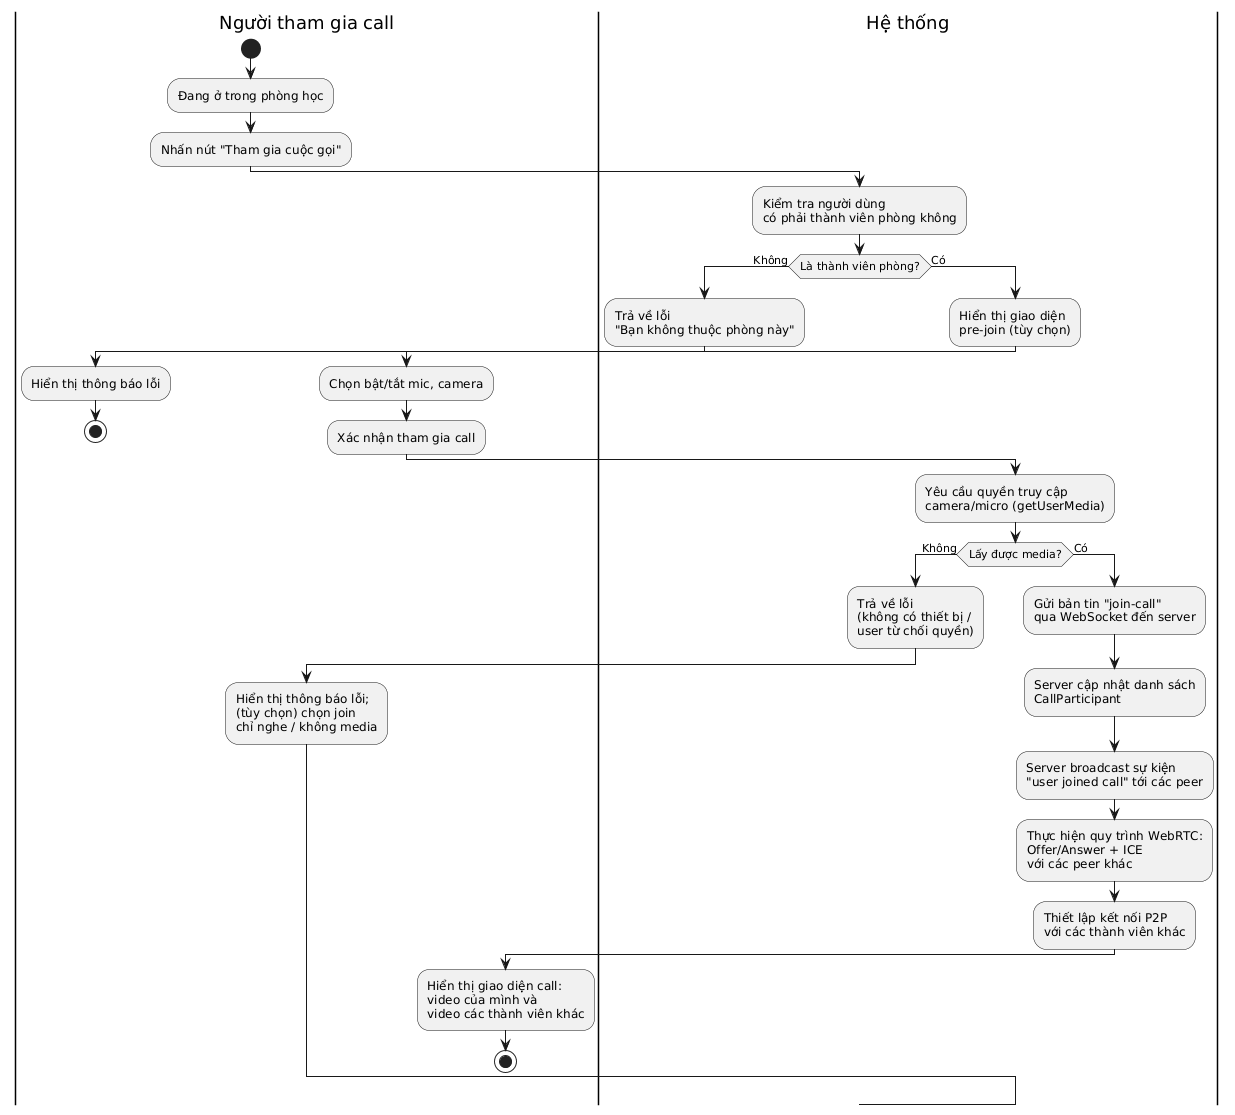 Người tham gia call
Hệ thống
Đang ở trong phòng học
Nhấn nút "Tham gia cuộc gọi"
Kiểm tra người dùng
có phải thành viên phòng không
Là thành viên phòng?
Không
Có
Trả về lỗi
"Bạn không thuộc phòng này"
Hiển thị giao diện
pre-join (tùy chọn)
Hiển thị thông báo lỗi
Chọn bật/tắt mic, camera
Xác nhận tham gia call
Yêu cầu quyền truy cập
camera/micro (getUserMedia)
Không
Lấy được media?
Có
Trả về lỗi
(không có thiết bị /
user từ chối quyền)
Gửi bản tin "join-call"
qua WebSocket đến server
Hiển thị thông báo lỗi;
(tùy chọn) chọn join
chỉ nghe / không media
Server cập nhật danh sách
CallParticipant
Server broadcast sự kiện
"user joined call" tới các peer
Thực hiện quy trình WebRTC:
Offer/Answer + ICE
với các peer khác
Thiết lập kết nối P2P
với các thành viên khác
Hiển thị giao diện call:
video của mình và
video các thành viên khác